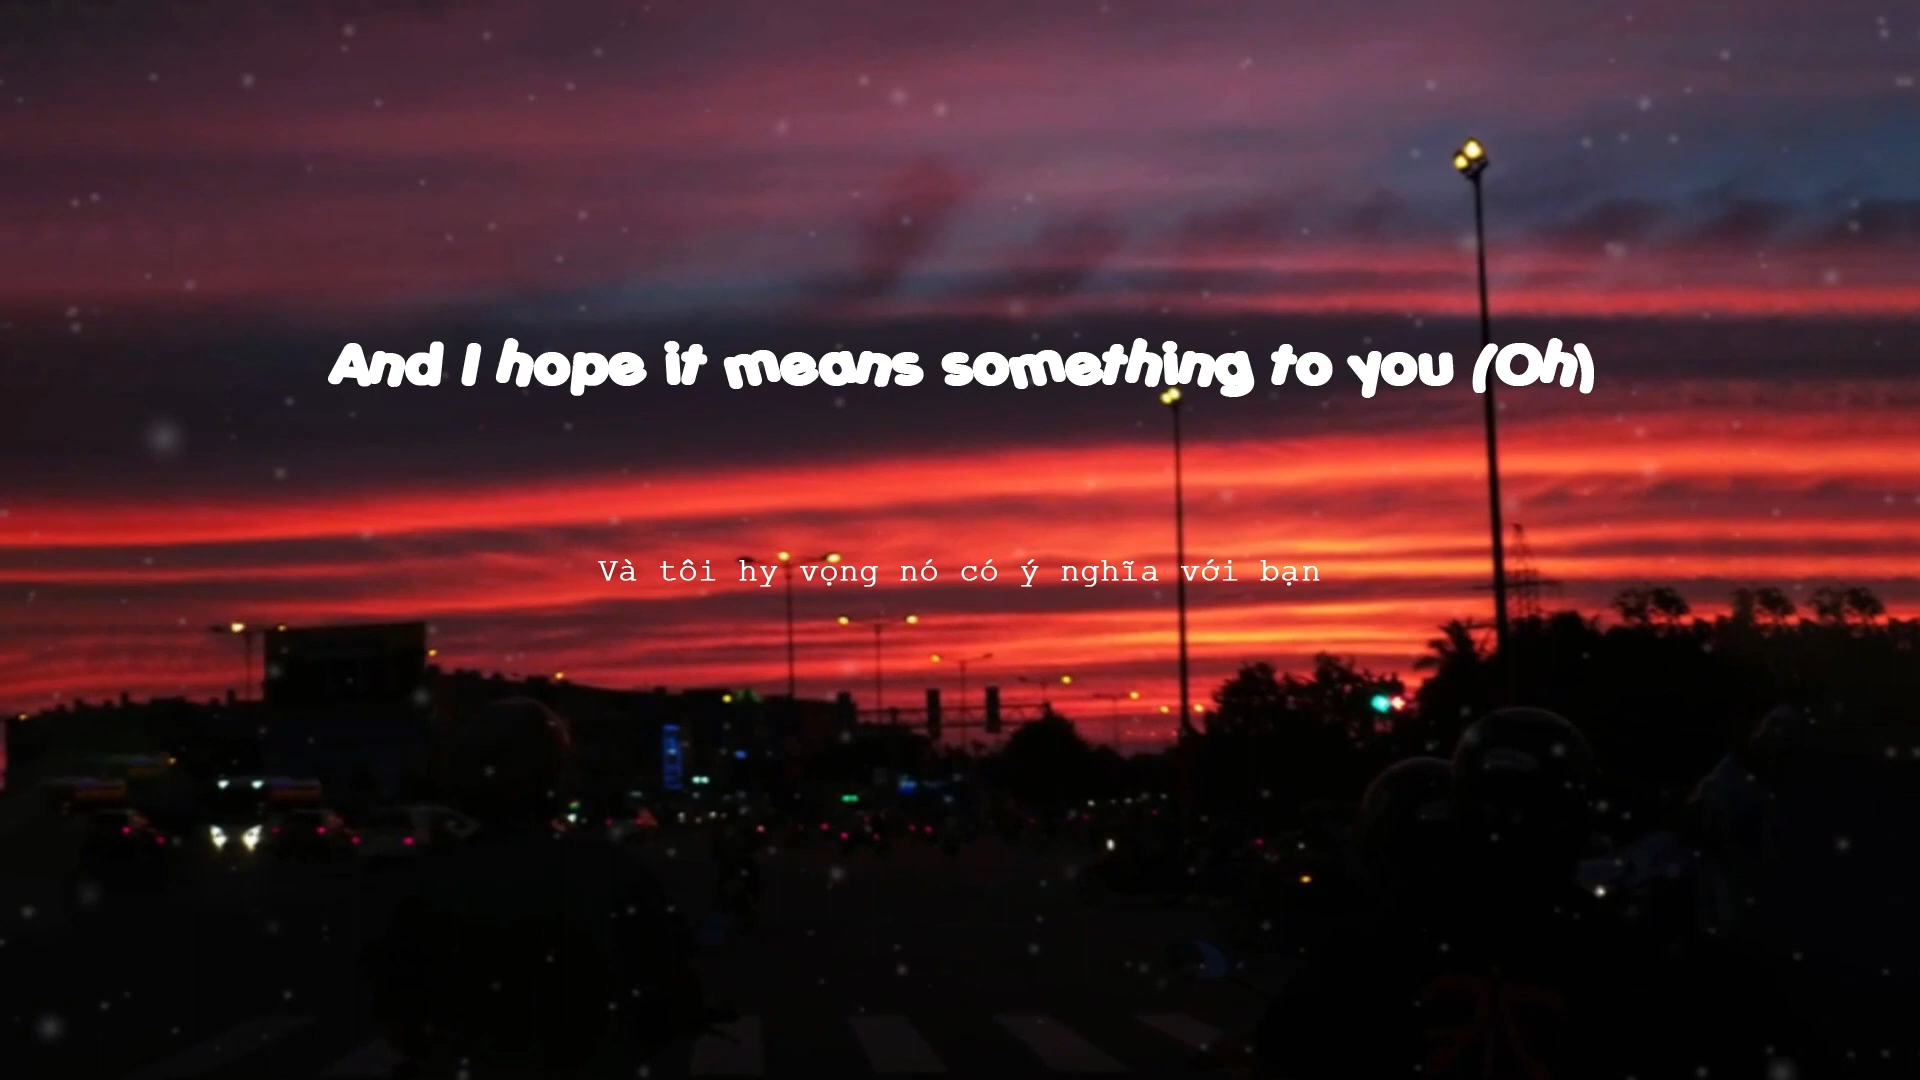 And I hope it means something to you (Oh)
Và tôi hy vọng nó có ý nghĩa với bạn